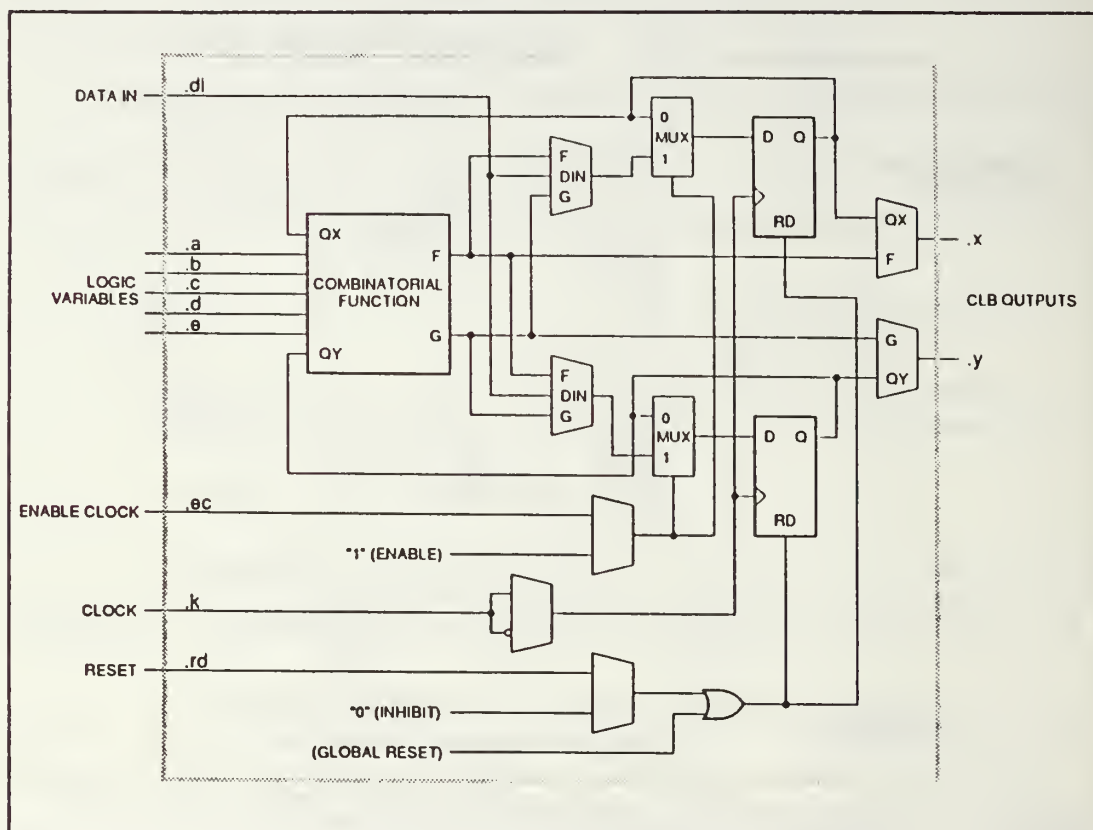 DATA IN
.di
0
MUX
1
D Q
RD
F
DIN
G
QX
F
.x
QX
.a
.b
LOGIC
VARIABLES
.c
.d
.e
QY
COMBINATORIAL
FUNCTION
F
G
CLB OUTPUTS
G
QY
.y
F
DIN
G
0
MUX
1
D Q
RD
ENABLE CLOCK
.ec
"1" (ENABLE)
CLOCK
.k
RESET
.rd
"0" (INHIBIT)
(GLOBAL RESET)